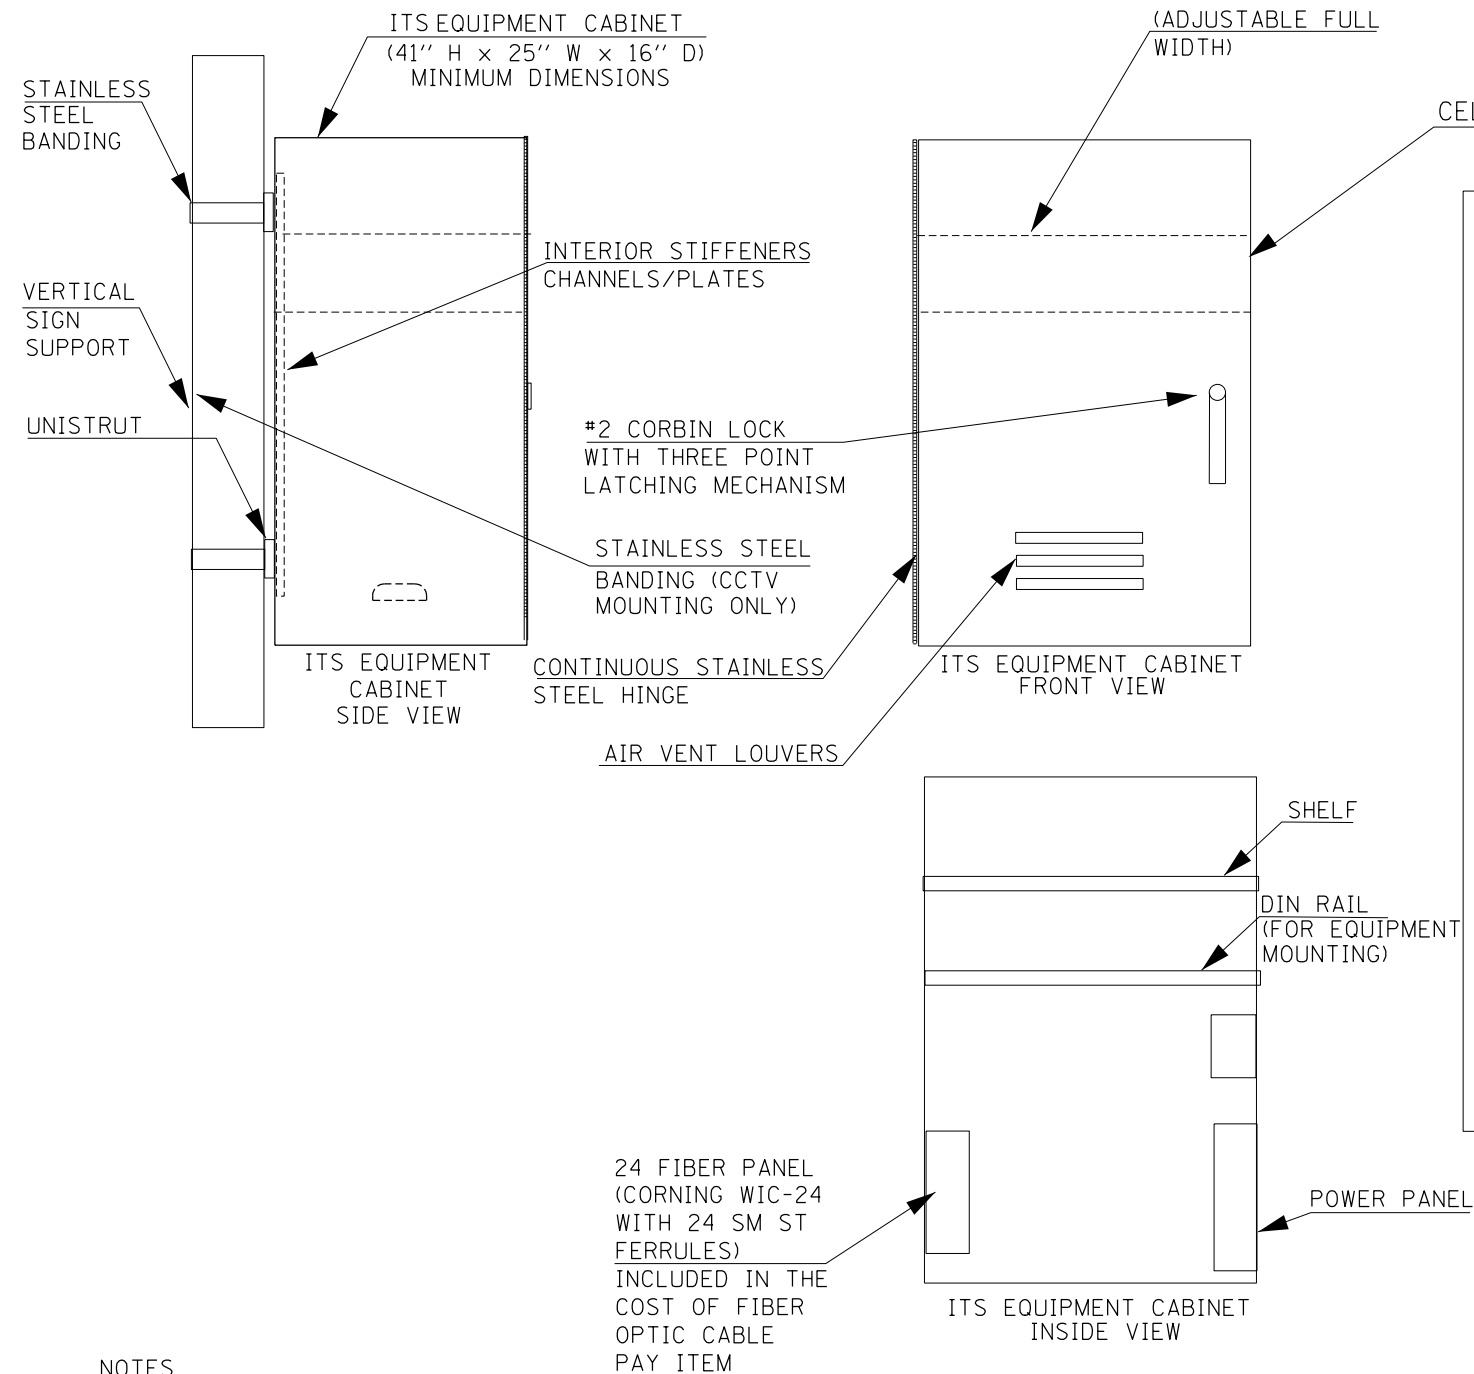 ITS EQUIPMENT CABINET
(41'' H x 25'' W x 16'' D)
MINIMUM DIMENSIONS
(ADJUSTABLE FULL
WIDTH)
STAINLESS
STEEL
BANDING
INTERIOR STIFFENERS
CHANNELS/PLATES
VERTICAL
SIGN
SUPPORT
UNISTRUT
#2 CORBIN LOCK
WITH THREE POINT
LATCHING MECHANISM
STAINLESS STEEL
BANDING (CCTV
MOUNTING ONLY)
ITS EQUIPMENT
CABINET
SIDE VIEW
CONTINUOUS STAINLESS
STEEL HINGE
ITS EQUIPMENT CABINET
FRONT VIEW
AIR VENT LOUVERS
SHELF
DIN RAIL
(FOR EQUIPMENT
MOUNTING)
24 FIBER PANEL
(CORNING WIC-24
WITH 24 SM ST
FERRULES)
INCLUDED IN THE
COST OF FIBER
OPTIC CABLE
PAY ITEM
POWER PANEL
ITS EQUIPMENT CABINET
INSIDE VIEW
NOTES